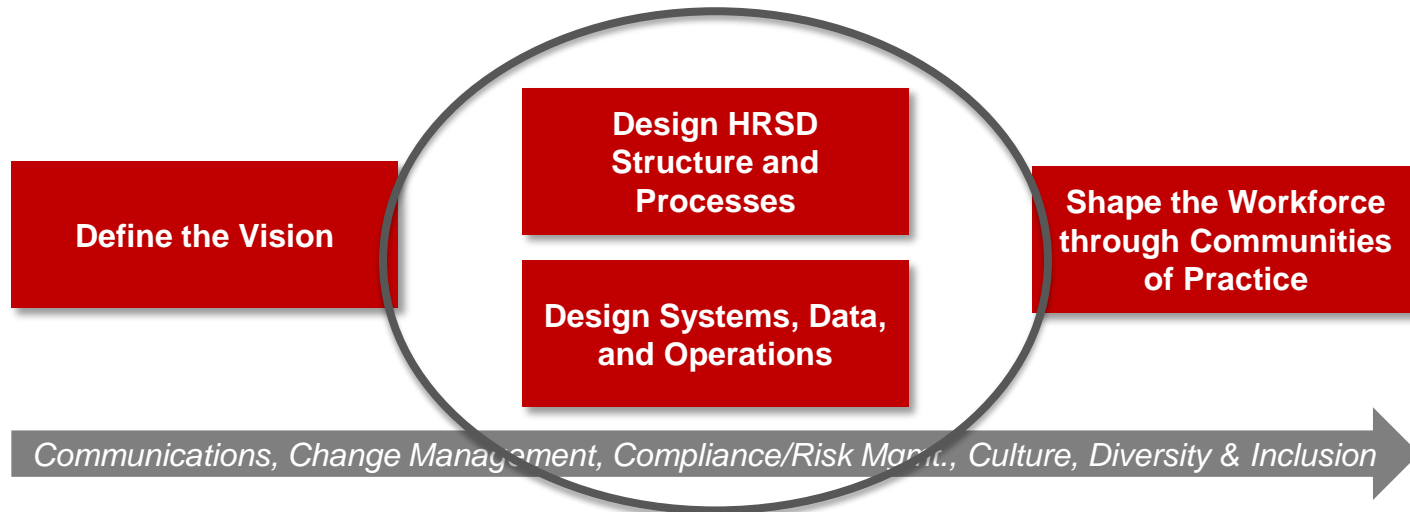 Define the Vision
Design HRSD
Structure and
Processes
Design Systems, Data,
and Operations
Shape the Workforce
through Communities
of Practice
Communications, Change Management, Compliance/Risk Mgmt., Culture, Diversity & Inclusion